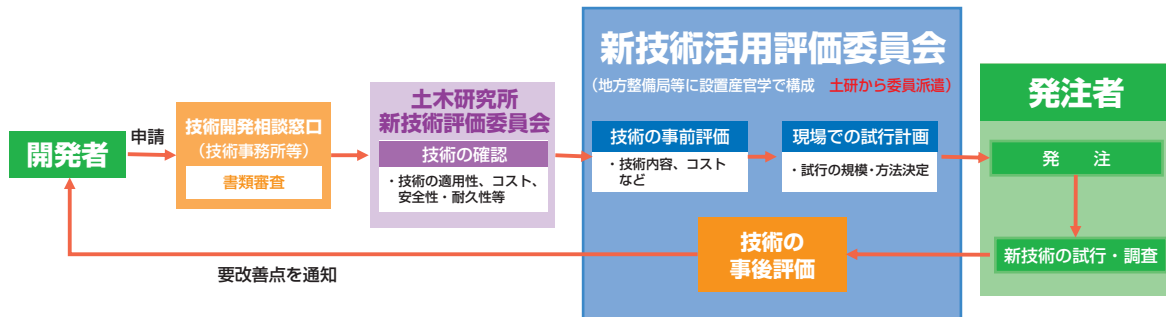 開発者
申請
技術開発相談窓口
(技術事務所等)
書類審査
土木研究所
新技術評価委員会
技術の確認
・技術の適用性、コスト、
安全性・耐久性等
新技術活用評価委員会
(地方整備局等に設置産官学で構成 土研から委員派遣)
技術の事前評価
・技術内容、コスト
など
現場での試行計画
・試行の規模・方法決定
発注者
発 注
新技術の試行・調査
技術の
事後評価
要改善点を通知